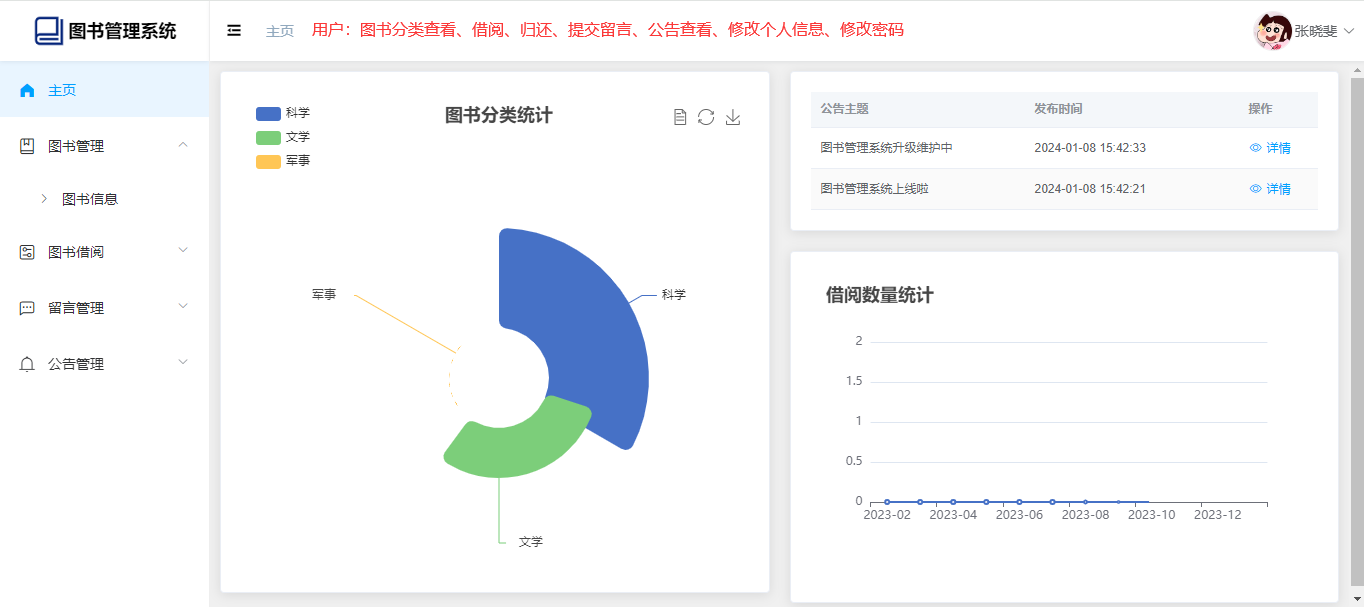 图书管理系统
主页
用户：图书分类查看、借阅、归还、提交留言、公告查看、修改个人信息、修改密码
张晓斐
主页
图书管理
图书信息
图书借阅
留言管理
公告管理
科学
文学
军事
图书分类统计
军事
科学
文学
公告主题 发布时间 操作
图书管理系统升级维护中 2024-01-08 15:42:33 详情
图书管理系统上线啦 2024-01-08 15:42:21 详情
借阅数量统计
2
1.5
1
0.5
0
2023-02 2023-04 2023-06 2023-08 2023-10 2023-12